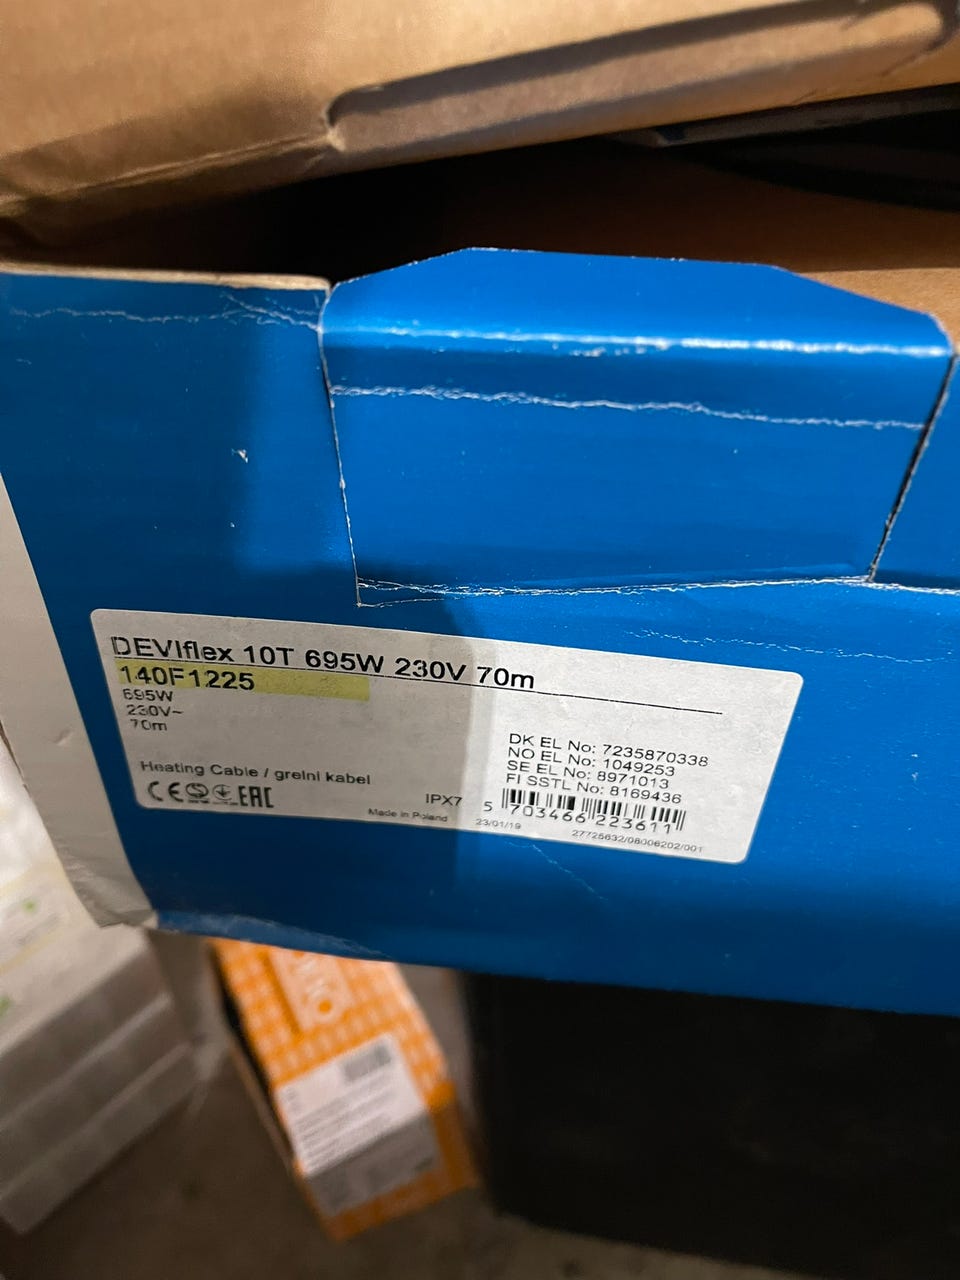 DEVIflex 10T 695W 230V 70m
140F1225
695W
230V~
70m
Heating Cable / grelni kabel
CE EAC
IPX7
Made in Poland
DK EL No: 7235870338
NO EL No: 1049253
SE EL No: 8971013
FI SSTL No: 8169436
5 703466 223611
23/01/19
27725632/08006202/001